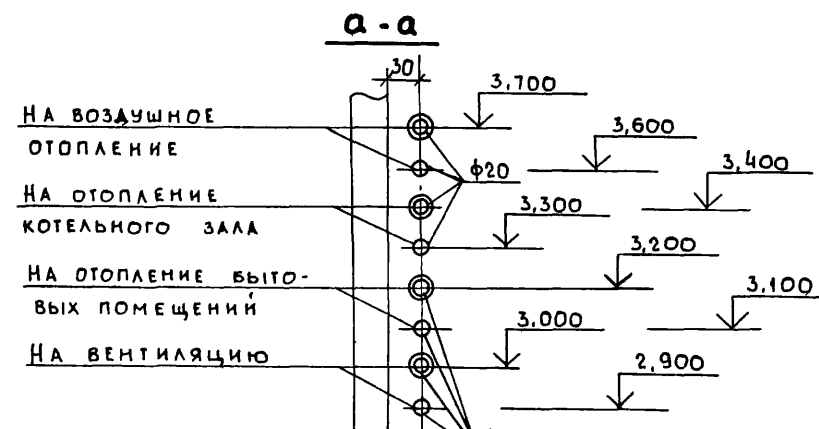 а-а
30
3,700
На воздушное
отопление
3,600
ф20
3,400
На отопление
котельного зала
3,300
3,200
На отопление быто-
вых помещений
3,100
3,000
На вентиляцию
2,900